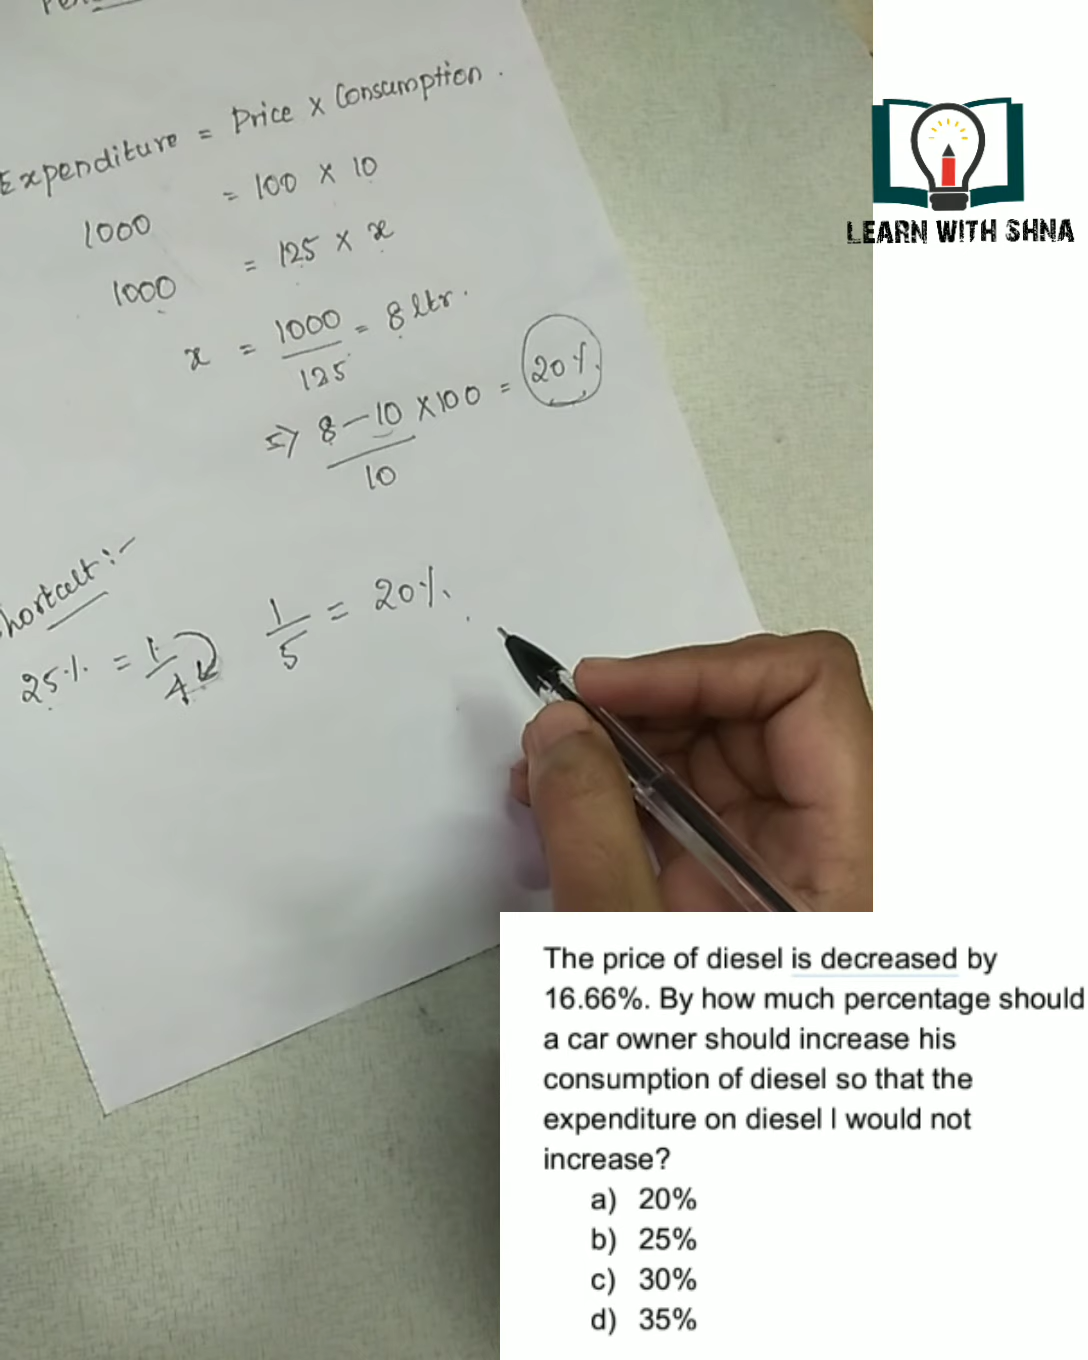 Expenditure = Price x Consumption.
1000 = 100 x 10
1000 = 125 x x
x = 1000/125 = 8 ltr.
=> 8-10/10 x100 = 20%.
hortcut:-
25% = 1/4 1/5 = 20%.
LEARN WITH SHNA
The price of diesel is decreased by
16.66%. By how much percentage should
a car owner should increase his
consumption of diesel so that the
expenditure on diesel I would not
increase?
a) 20%
b) 25%
c) 30%
d) 35%